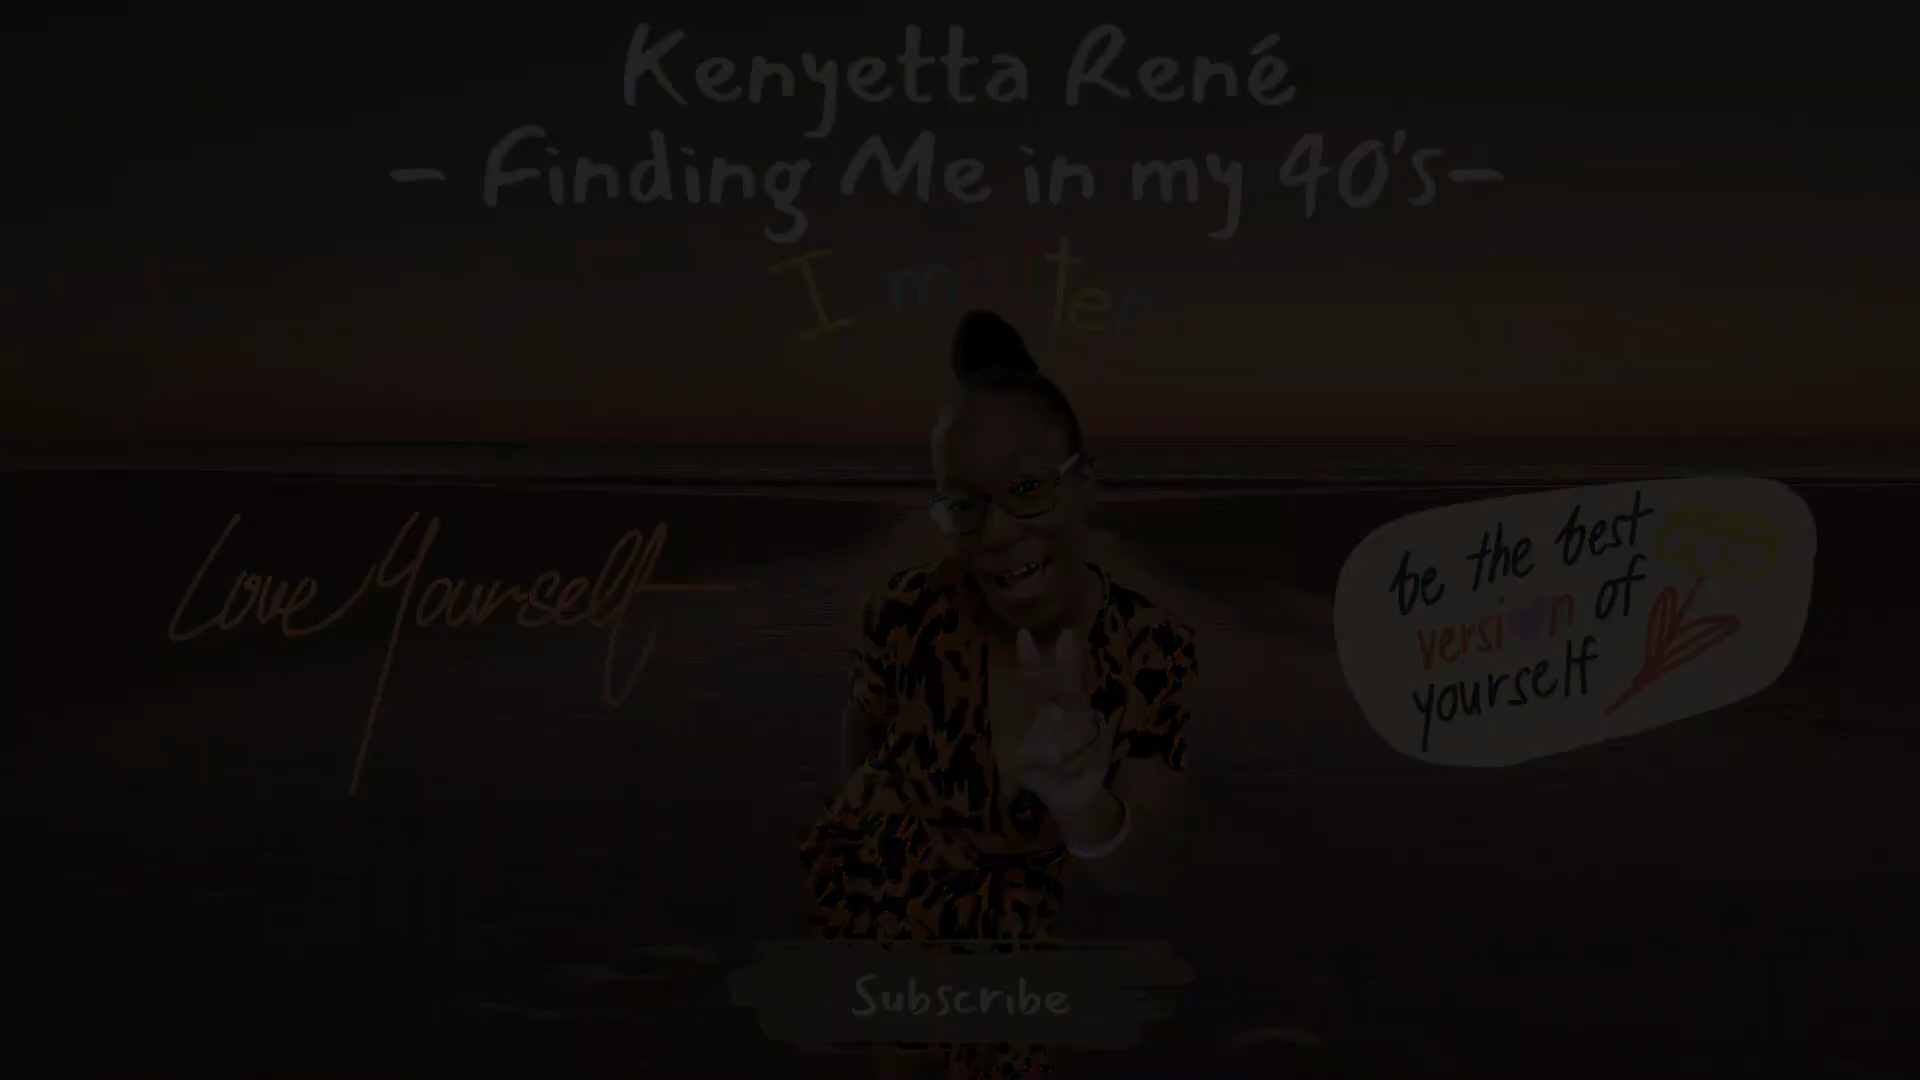 Kenyetta René
- Finding Me in my 40's-
I matter
Love Yourself
be the best
version of
yourself
Subscribe